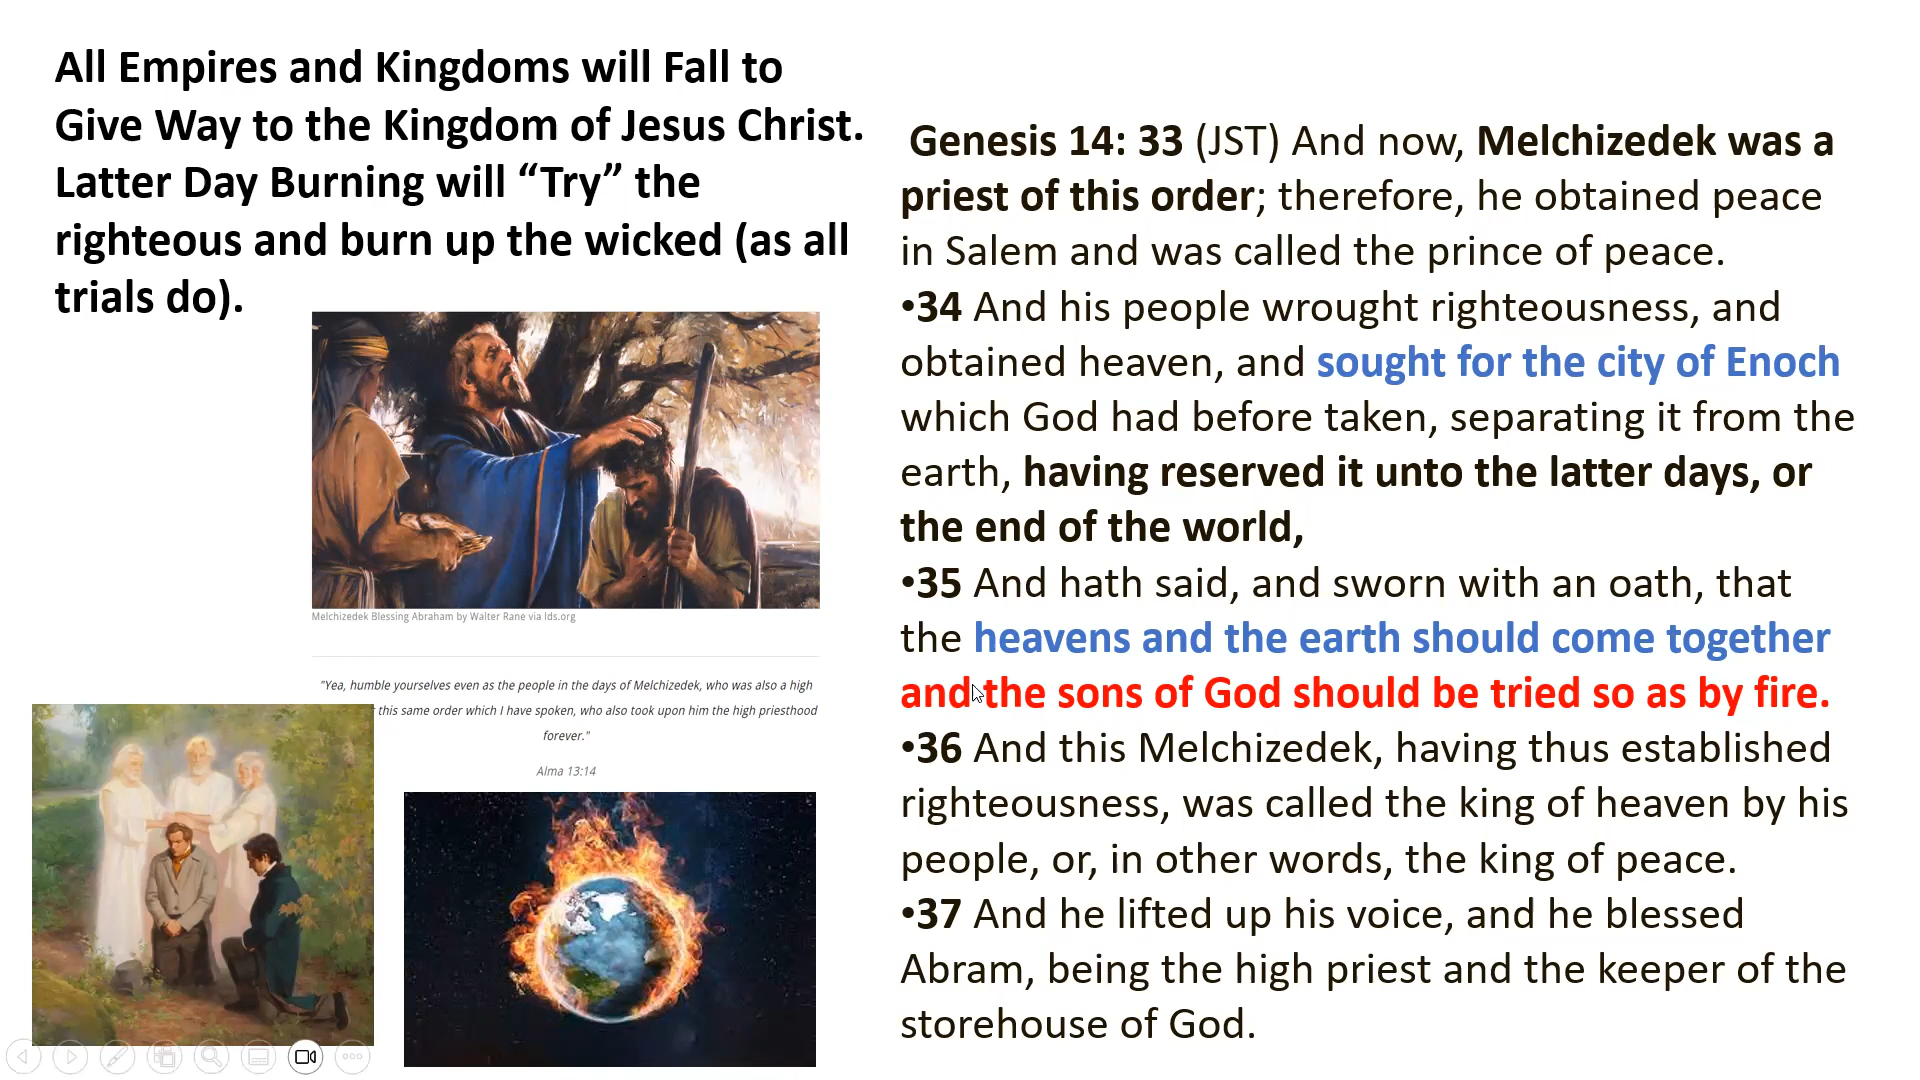 All Empires and Kingdoms will Fall to
Give Way to the Kingdom of Jesus Christ.
Latter Day Burning will “Try” the
righteous and burn up the wicked (as all
trials do).
Melchizedek Blessing Abraham by Walter Rane via lds.org
"Yea, humble yourselves even as the people in the days of Melchizedek, who was also a high
this same order which I have spoken, who also took upon him the high priesthood
forever."
Alma 13:14
Genesis 14: 33 (JST) And now, Melchizedek was a
priest of this order; therefore, he obtained peace
in Salem and was called the prince of peace.
•34 And his people wrought righteousness, and
obtained heaven, and sought for the city of Enoch
which God had before taken, separating it from the
earth, having reserved it unto the latter days, or
the end of the world,
•35 And hath said, and sworn with an oath, that
the heavens and the earth should come together
and the sons of God should be tried so as by fire.
•36 And this Melchizedek, having thus established
righteousness, was called the king of heaven by his
people, or, in other words, the king of peace.
•37 And he lifted up his voice, and he blessed
Abram, being the high priest and the keeper of the
storehouse of God.